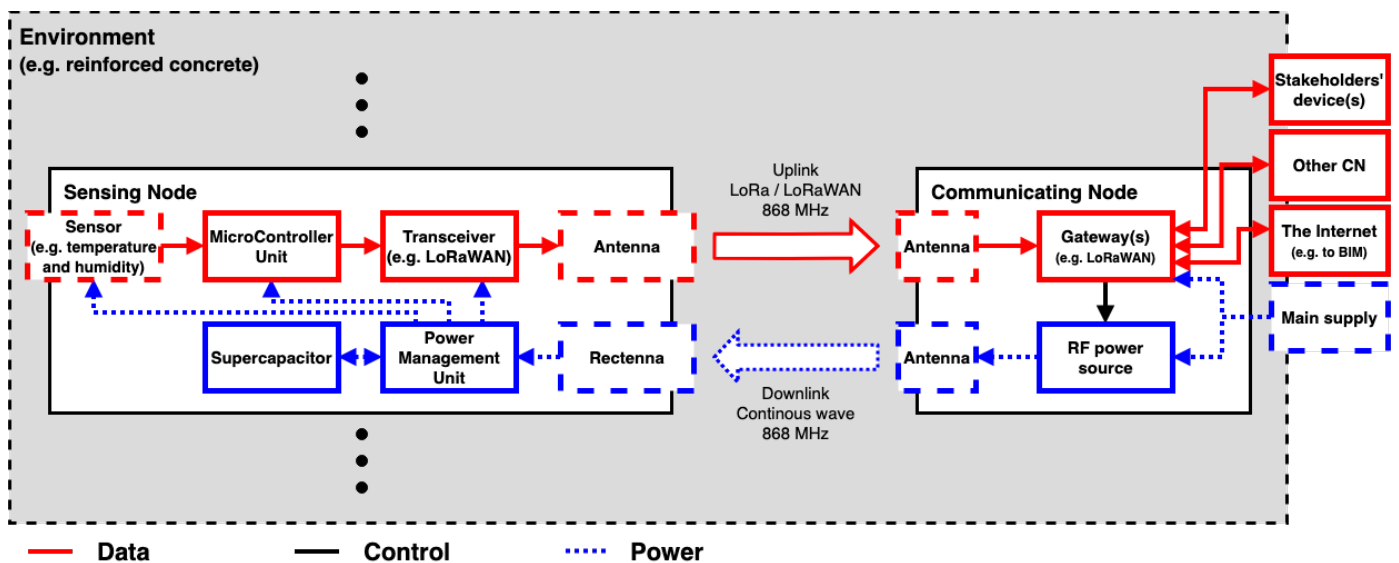 Environment
(e.g. reinforced concrete)
Stakeholders'
device(s)
Other CN
The Internet
(e.g. to BIM)
Main supply
Sensing Node
Sensor
(e.g. temperature
and humidity)
MicroController
Unit
Transceiver
(e.g. LoRaWAN)
Antenna
Supercapacitor
Power
Management
Unit
Rectenna
Uplink
LoRa / LoRaWAN
868 MHz
Downlink
Continous wave
868 MHz
Communicating Node
Antenna
Gateway(s)
(e.g. LoRaWAN)
Antenna
RF power
source
Data
Control
Power